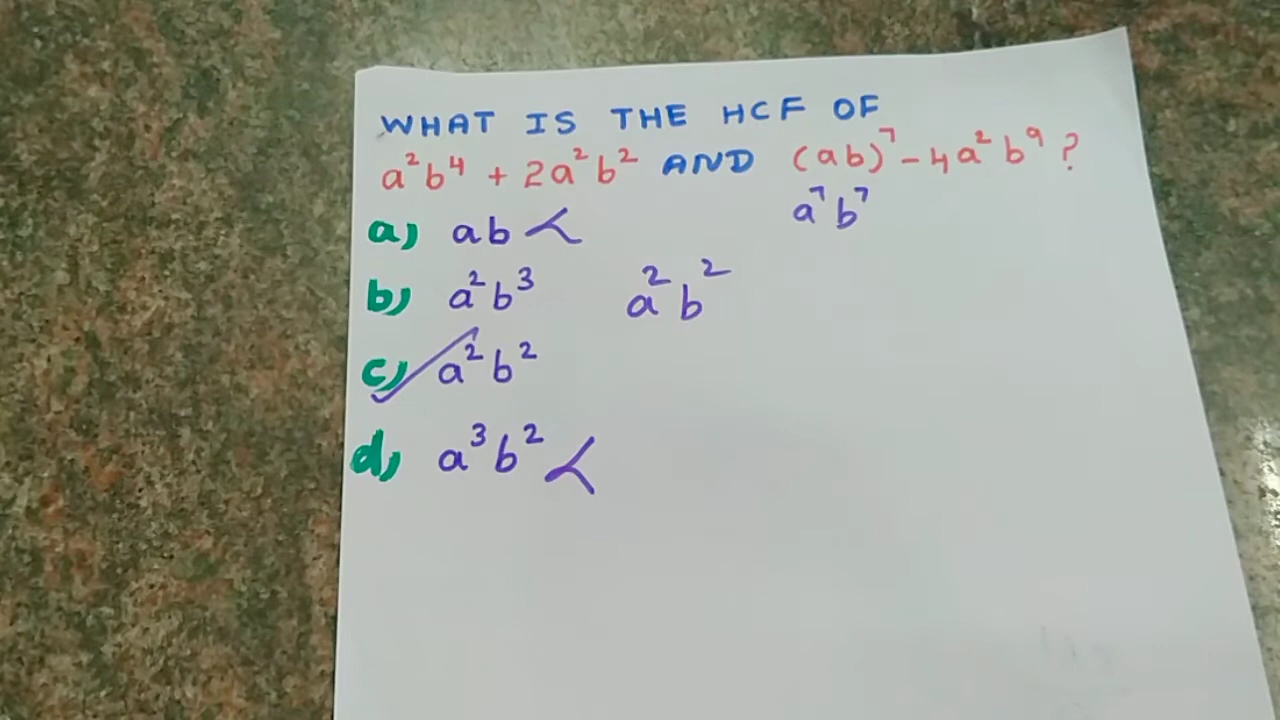 WHAT IS THE HCF OF
a²b⁴ + 2a²b² AND (ab)⁷ - 4a²b⁹ ?
a⁷b⁷
a) ab
b) a²b³ a²b²
c) a²b²
d) a³b²